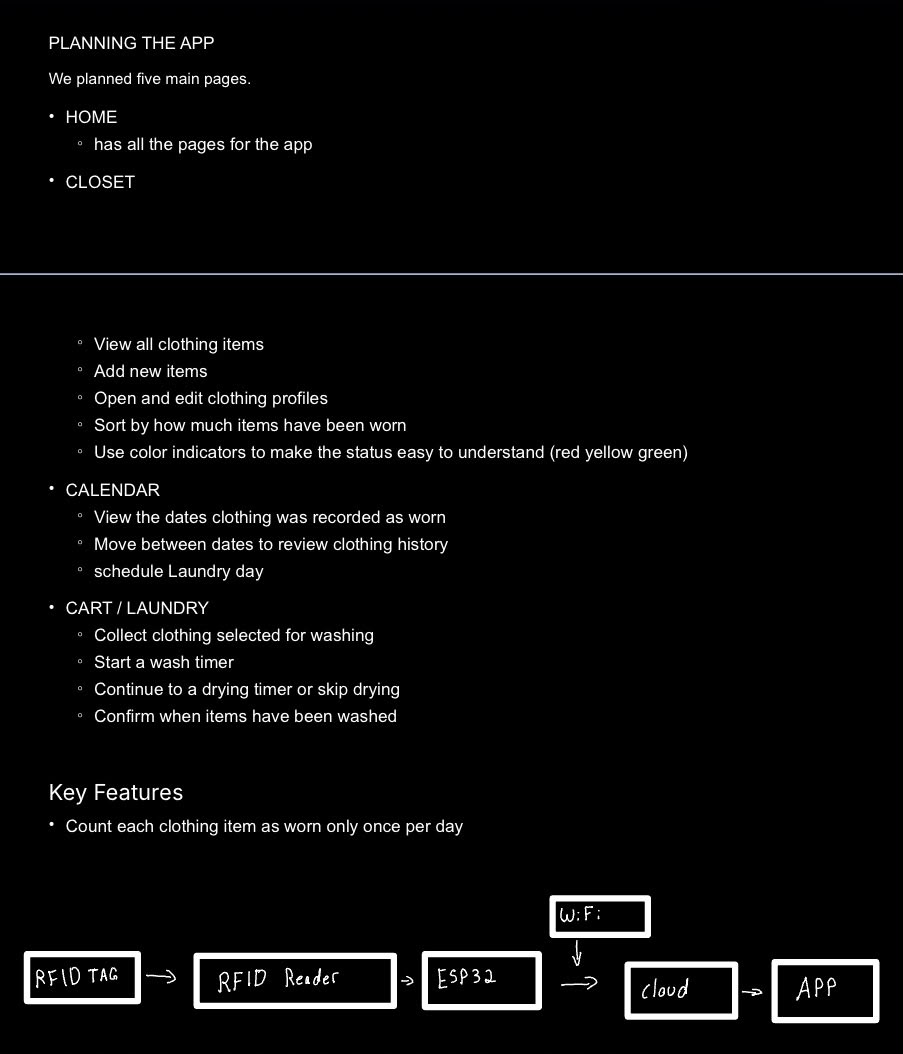 PLANNING THE APP
We planned five main pages.
• HOME
◦ has all the pages for the app
• CLOSET
◦ View all clothing items
◦ Add new items
◦ Open and edit clothing profiles
◦ Sort by how much items have been worn
◦ Use color indicators to make the status easy to understand (red yellow green)
• CALENDAR
◦ View the dates clothing was recorded as worn
◦ Move between dates to review clothing history
◦ schedule Laundry day
• CART / LAUNDRY
◦ Collect clothing selected for washing
◦ Start a wash timer
◦ Continue to a drying timer or skip drying
◦ Confirm when items have been washed
Key Features
• Count each clothing item as worn only once per day
WiFi
RFID TAG
RFID Reader
ESP32
cloud
APP